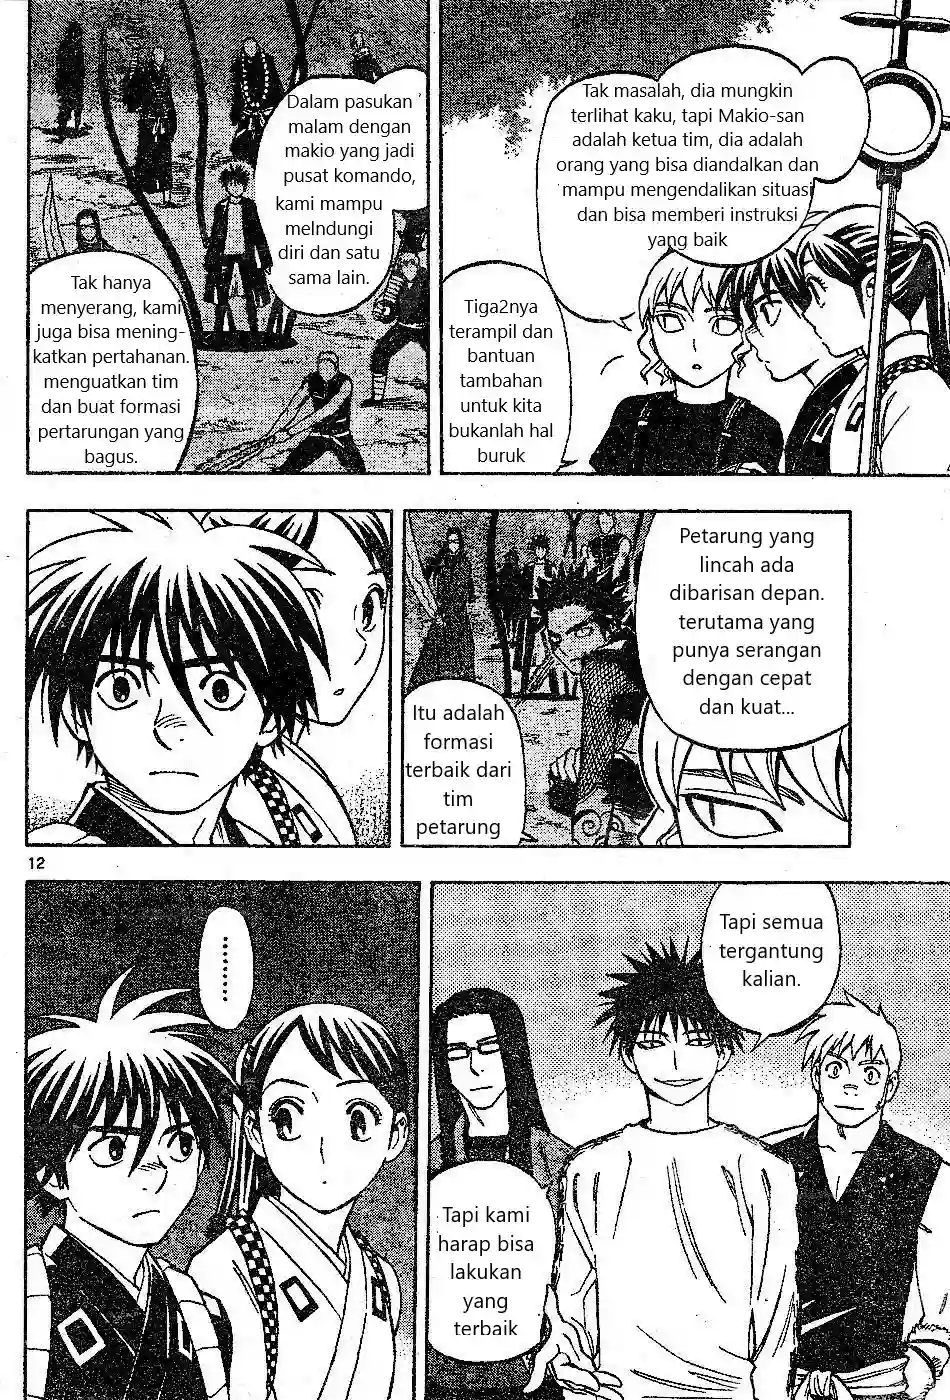 Tak masalah, dia mungkin
terlihat kaku, tapi Makio-san
adalah ketua tim, dia adalah
orang yang bisa diandalkan dan
mampu mengendalikan situasi
dan bisa memberi instruksi
yang baik
Tiga2nya
terampil dan
bantuan
tambahan
untuk kita
bukanlah hal
buruk
Dalam pasukan
malam dengan
makio yang jadi
pusat komando,
kami mampu
melndungi
diri dan satu
sama lain.
Tak hanya
menyerang, kami
juga bisa mening-
katkan pertahanan.
menguatkan tim
dan buat formasi
pertarungan yang
bagus.
Petarung yang
lincah ada
dibarisan depan.
terutama yang
punya serangan
dengan cepat
dan kuat...
Itu adalah
formasi
terbaik dari
tim
petarung
12
Tapi semua
tergantung
kalian.
Tapi kami
harap bisa
lakukan
yang
terbaik
.........